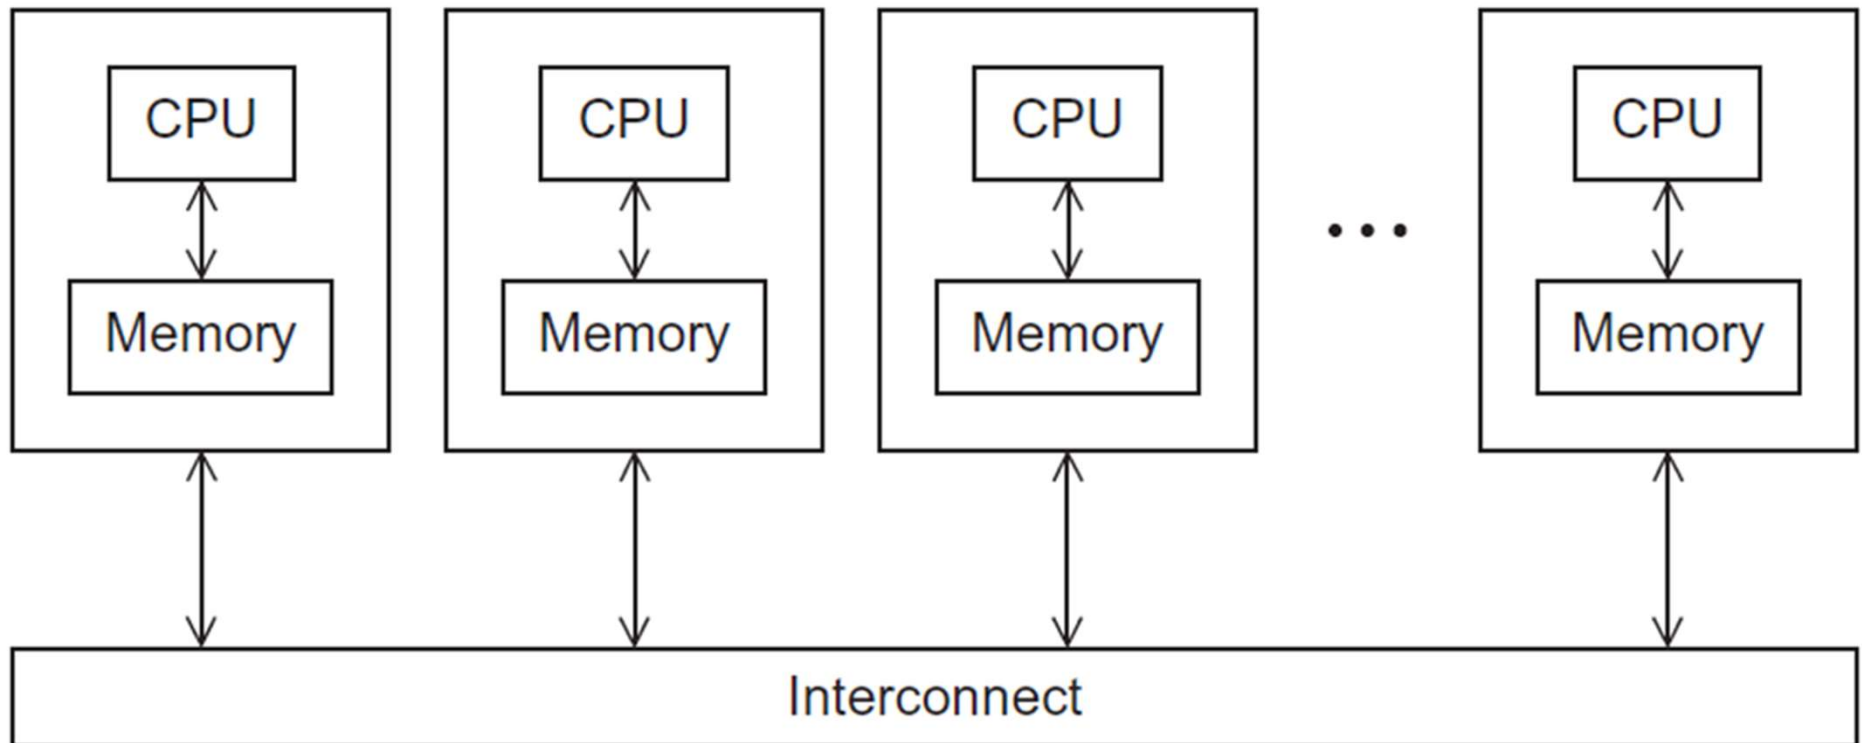 CPU CPU CPU CPU
Memory Memory Memory ... Memory
Interconnect